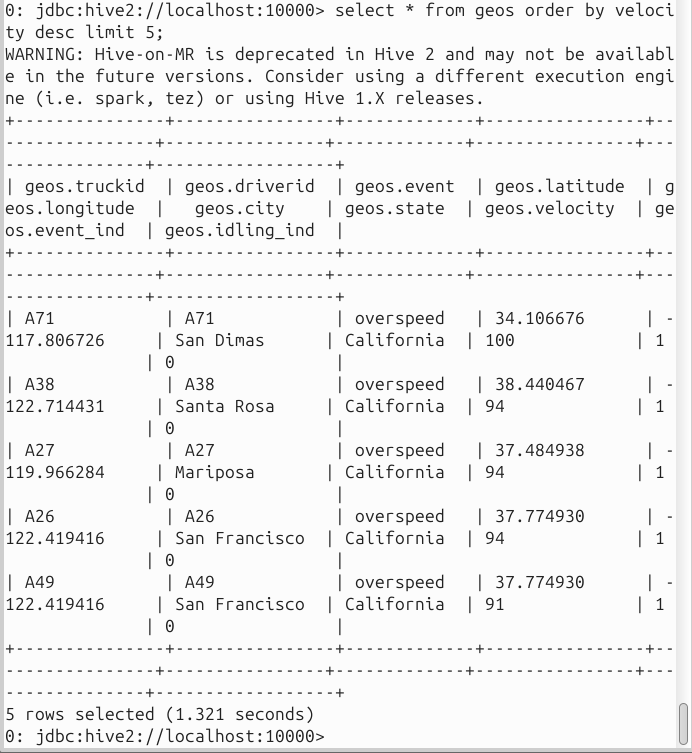 0: jdbc:hive2://localhost:10000> select * from geos order by veloci
ty desc limit 5;
WARNING: Hive-on-MR is deprecated in Hive 2 and may not be availabl
e in the future versions. Consider using a different execution engi
ne (i.e. spark, tez) or using Hive 1.X releases.
+---------------+----------------+-------------+----------------+--
---------------+----------------+-------------+----------------+---
--------------+------------------+
| geos.truckid  | geos.driverid  | geos.event  | geos.latitude  | g
eos.longitude  |   geos.city    | geos.state  | geos.velocity  | ge
os.event_ind  | geos.idling_ind  |
+---------------+----------------+-------------+----------------+--
---------------+----------------+-------------+----------------+---
--------------+------------------+
| A71           | A71            | overspeed   | 34.106676      | -
117.806726     | San Dimas      | California  | 100            | 1
              | 0                |
| A38           | A38            | overspeed   | 38.440467      | -
122.714431     | Santa Rosa     | California  | 94             | 1
              | 0                |
| A27           | A27            | overspeed   | 37.484938      | -
119.966284     | Mariposa       | California  | 94             | 1
              | 0                |
| A26           | A26            | overspeed   | 37.774930      | -
122.419416     | San Francisco  | California  | 94             | 1
              | 0                |
| A49           | A49            | overspeed   | 37.774930      | -
122.419416     | San Francisco  | California  | 91             | 1
              | 0                |
+---------------+----------------+-------------+----------------+--
---------------+----------------+-------------+----------------+---
--------------+------------------+
5 rows selected (1.321 seconds)
0: jdbc:hive2://localhost:10000>